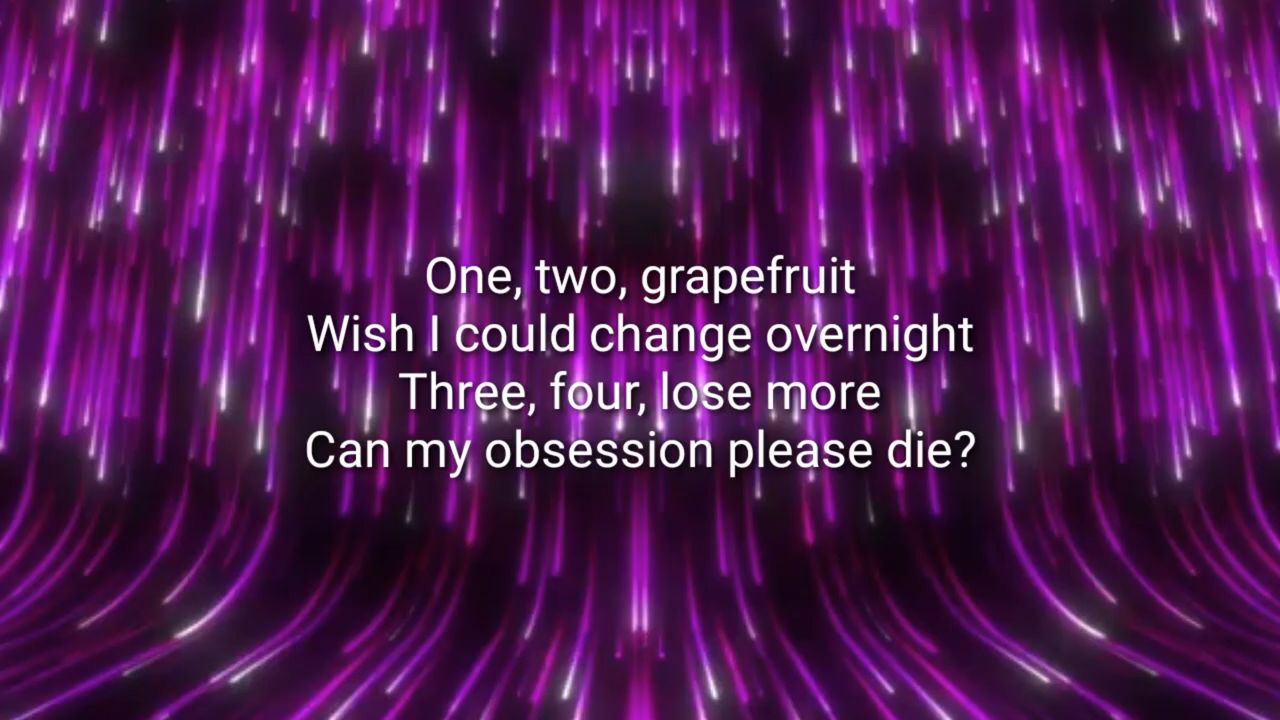 One, two, grapefruit
Wish I could change overnight
Three, four, lose more
Can my obsession please die?